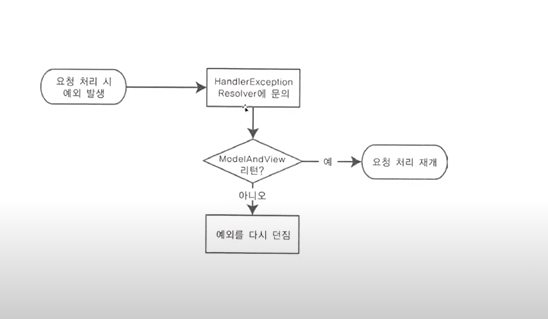 요청 처리 시
예외 발생
HandlerException
Resolver에 문의
ModelAndView
리턴?
예
요청 처리 재개
아니오
예외를 다시 던짐